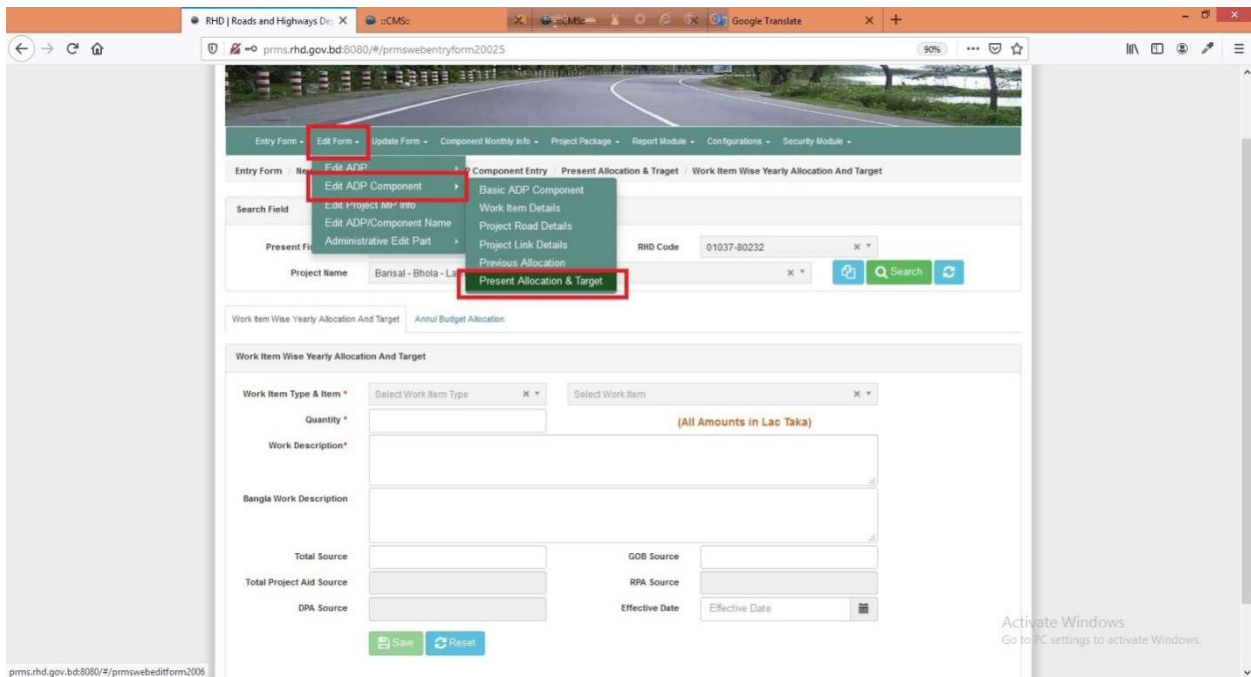 RHD | Roads and Highways De ::CMS:: ::CMS:: Google Translate
prms.rhd.gov.bd:8080/#/prmswebentryform20025 90%
Entry Form Edit Form Update Form Component Monthly Info Project Package Report Module Configurations Security Module
Entry Form / / Component Entry / Present Allocation & Traget / Work Item Wise Yearly Allocation And Target
Edit ADP
Edit ADP Component
Edit Project MP Info
Edit ADP/Component Name
Administrative Edit Part
Basic ADP Component
Work Item Details
Project Road Details
Project Link Details
Previous Allocation
Present Allocation & Target
Search Field
Present RHD Code 01037-80232
Project Name Barisal - Bhola - Search
Work Item Wise Yearly Allocation And Target Annul Budget Allocation
Work Item Wise Yearly Allocation And Target
Work Item Type & Item * Select Work Item Type Select Work Item
Quantity * (All Amounts in Lac Taka)
Work Description*
Bangla Work Description
Total Source GOB Source
Total Project Aid Source RPA Source
DPA Source Effective Date Effective Date
Save Reset
Activate Windows
Go to PC settings to activate Windows.
prms.rhd.gov.bd:8080/#/prmswebeditform2006